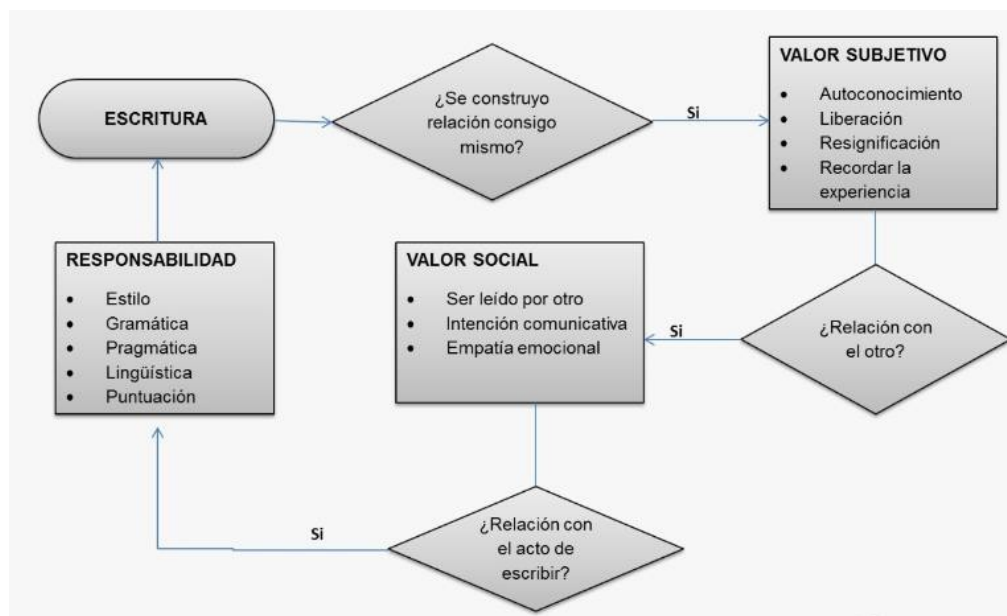 ESCRITURA
¿Se construyo
relación consigo
mismo?
Si
VALOR SUBJETIVO
• Autoconocimiento
• Liberación
• Resignificación
• Recordar la
experiencia
¿Relación con
el otro?
Si
VALOR SOCIAL
• Ser leído por otro
• Intención comunicativa
• Empatía emocional
¿Relación con
el acto de
escribir?
Si
RESPONSABILIDAD
• Estilo
• Gramática
• Pragmática
• Lingüística
• Puntuación